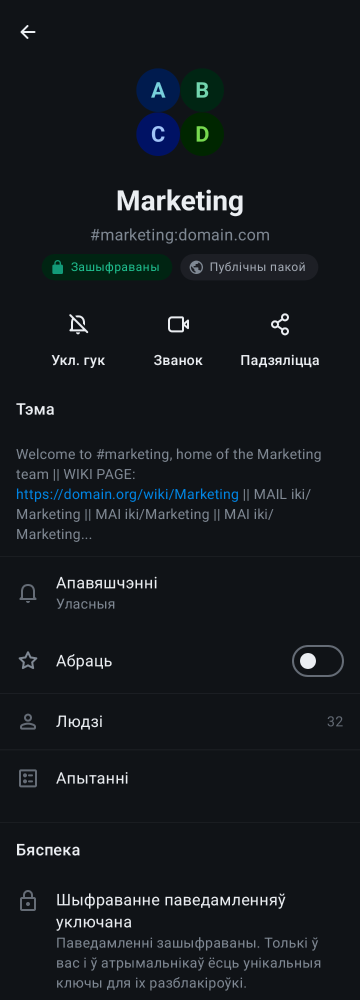 A B
C D
Marketing
#marketing:domain.com
Зашыфраваны Публічны пакой
Укл. гук Званок Падзяліцца
Тэма
Welcome to #marketing, home of the Marketing
team || WIKI PAGE:
https://domain.org/wiki/Marketing || MAIL iki/
Marketing || MAI iki/Marketing || MAI iki/
Marketing...
Апавяшчэнні
Уласныя
Абраць
Людзі 32
Апытанні
Бяспека
Шыфраванне паведамленняў
уключана
Паведамленні зашыфраваны. Толькі ў
вас і ў атрымальнікаў ёсць унікальныя
ключы для іх разблакіроўкі.